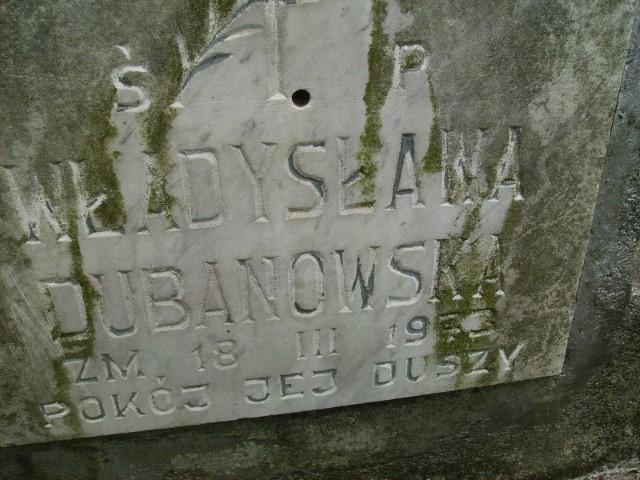 Ś P
WŁADYSŁAWA
DUBANOWSKA
ZM. 18 III
POKÓJ JEJ DUSZY